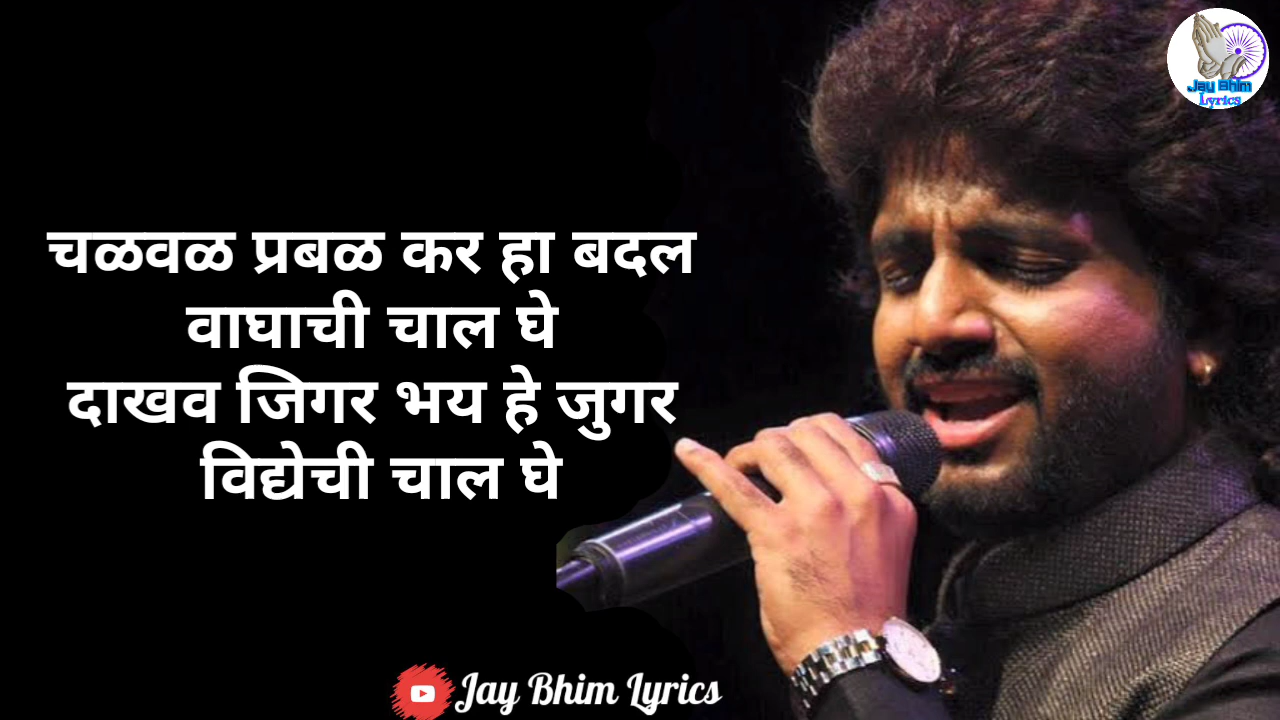 Jay Bhim
Lyrics
चळवळ प्रबळ कर हा बदल
वाघाची चाल घे
दाखव जिगर भय हे जुगर
विद्येची चाल घे
Jay Bhim Lyrics